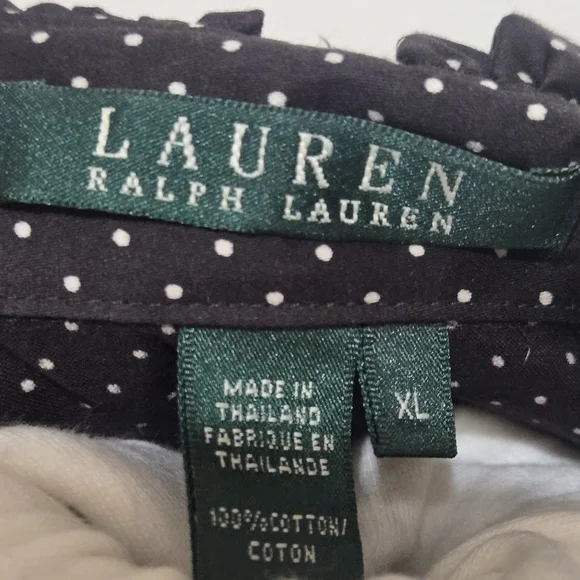 LAUREN
RALPH LAUREN
MADE IN
THAILAND
FABRIQUE EN
THAILANDE
100%COTTON/
COTON
XL